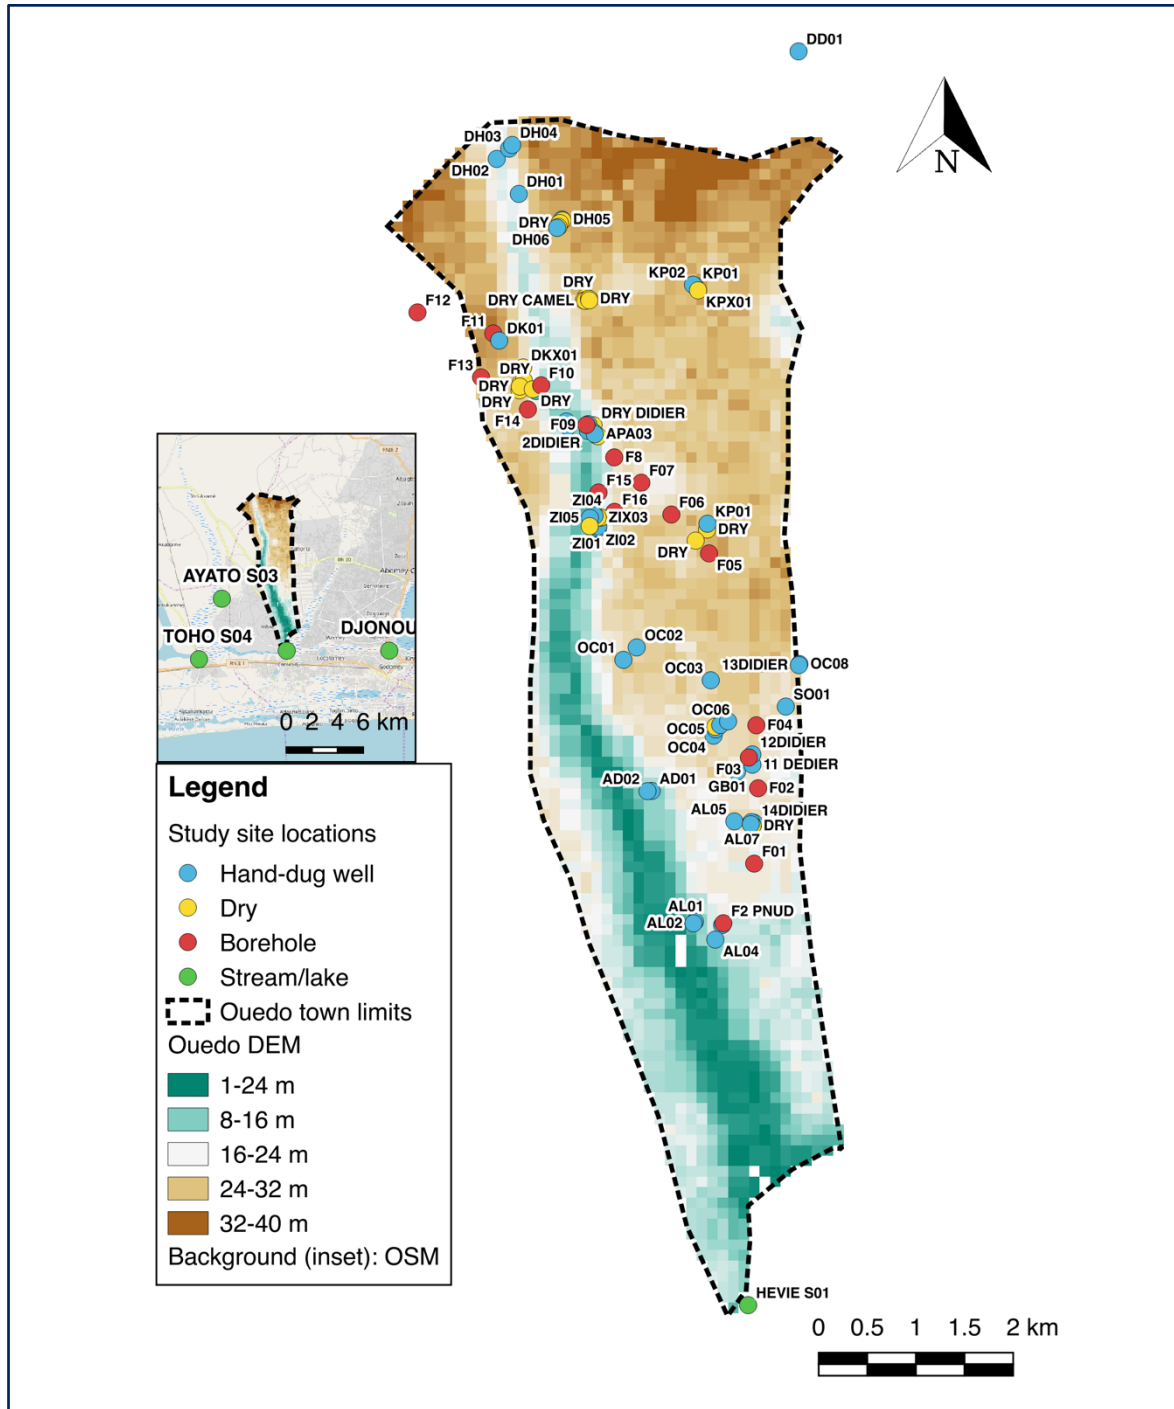 DD01
DH03
DH04
DH02
DH01
DRY
DH05
DH06
N
KP02
KP01
DRY
DRY CAMEL
DRY
KPX01
F12
F11
DK01
F13
DKX01
DRY
F10
DRY
DRY
DRY
F14
F09
DRY DIDIER
2DIDIER
APA03
F8
F15
F07
ZI04
F16
F06
ZI05
ZIX03
KP01
DRY
ZI01
ZI02
DRY
F05
OC02
OC01
OC03
13DIDIER
OC08
SO01
OC06
OC05
F04
OC04
12DIDIER
F03
11 DEDIER
AD02
AD01
GB01
F02
AL05
14DIDIER
DRY
AL07
F01
AL01
F2 PNUD
AL02
AL04
HEVIE S01
0 0.5 1 1.5 2 km
AYATO S03
TOHO S04
DJONOU
0 2 4 6 km
Legend
Study site locations
Hand-dug well
Dry
Borehole
Stream/lake
Ouedo town limits
Ouedo DEM
1-24 m
8-16 m
16-24 m
24-32 m
32-40 m
Background (inset): OSM